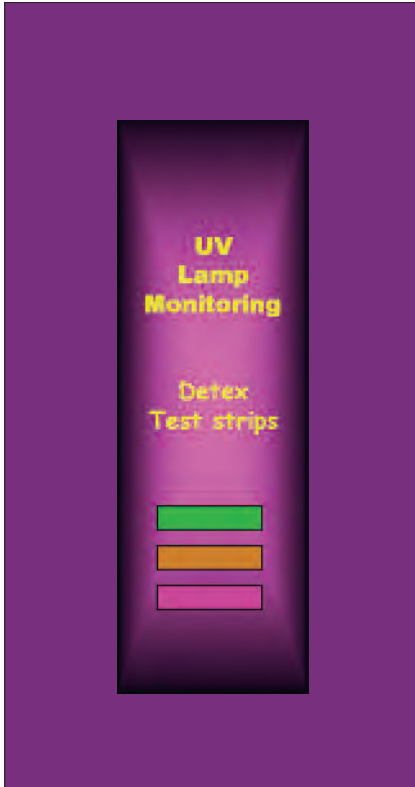 UV
Lamp
Monitoring
Detex
Test strips